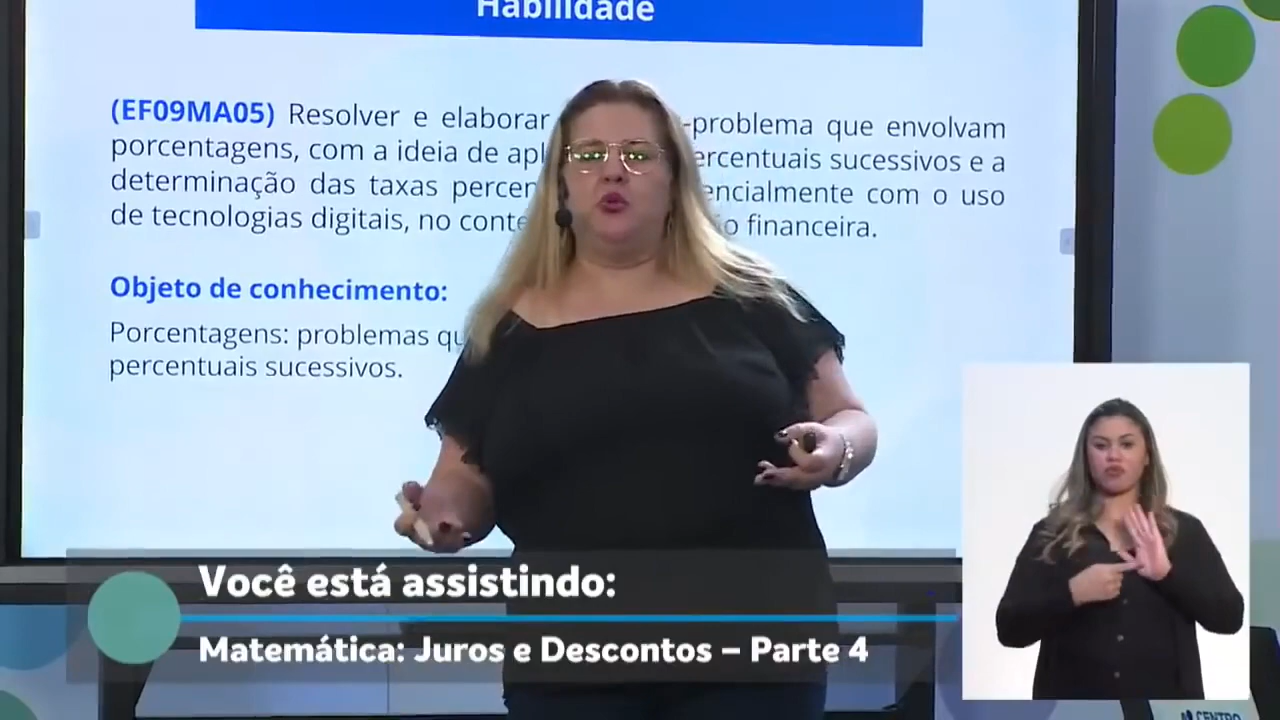 Habilidade
(EF09MA05) Resolver e elaborar -problema que envolvam
porcentagens, com a ideia de apl ercentuais sucessivos e a
determinação das taxas percen encialmente com o uso
de tecnologias digitais, no conte o financeira.
Objeto de conhecimento:
Porcentagens: problemas qu
percentuais sucessivos.
Você está assistindo:
Matemática: Juros e Descontos – Parte 4
CENTRO